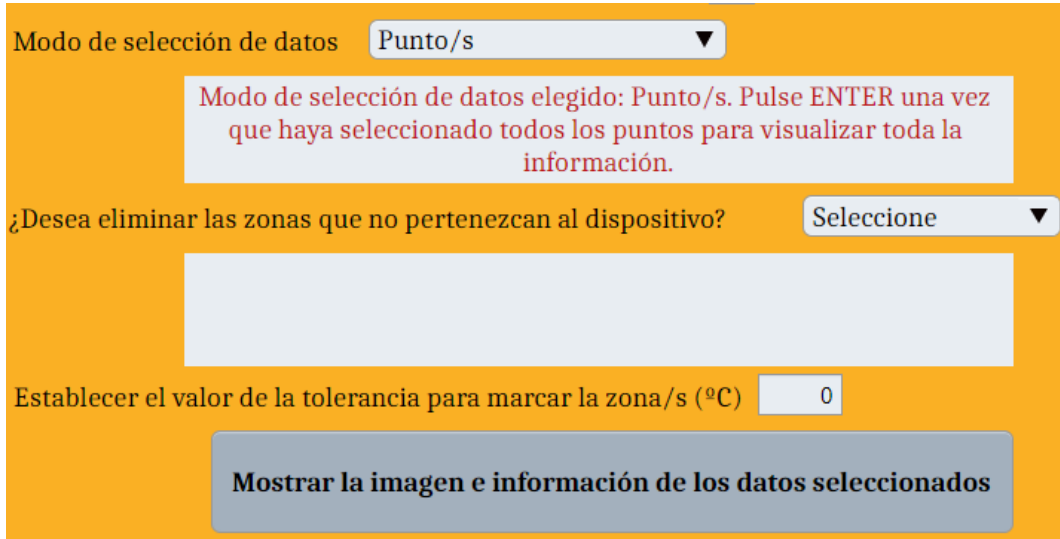 Modo de selección de datos Punto/s
Modo de selección de datos elegido: Punto/s. Pulse ENTER una vez
que haya seleccionado todos los puntos para visualizar toda la
información.
¿Desea eliminar las zonas que no pertenezcan al dispositivo? Seleccione
Establecer el valor de la tolerancia para marcar la zona/s (ºC) 0
Mostrar la imagen e información de los datos seleccionados